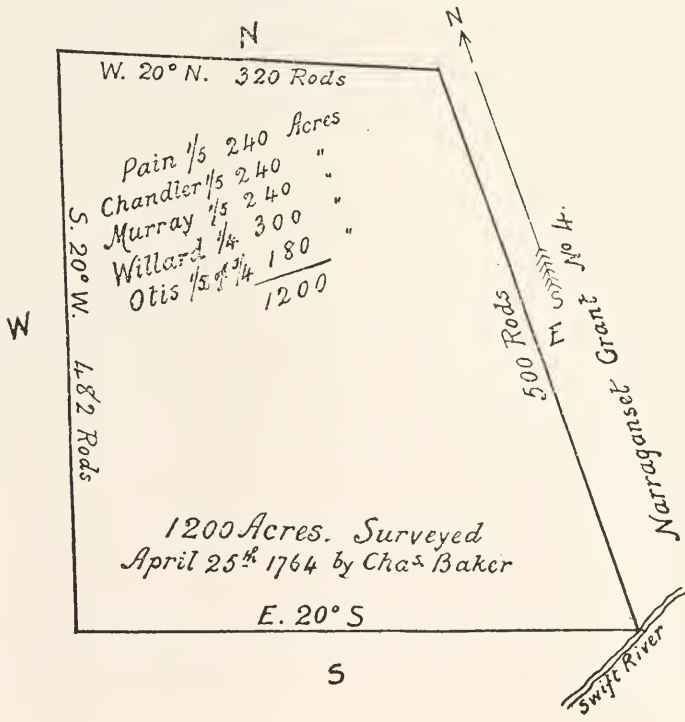 N
N
W. 20° N. 320 Rods
Pain 1/5 240 Acres
Chandler 1/5 240 "
Murray 1/5 240 "
Willard 1/4 300 "
Otis 1/5 of 3/4 180 "
1200
S. 20° W. 482 Rods
W
500 Rods
E
S
Narraganset Grant No 4.
1200 Acres. Surveyed
April 25th 1764 by Chas Baker
E. 20° S
S
Swift River